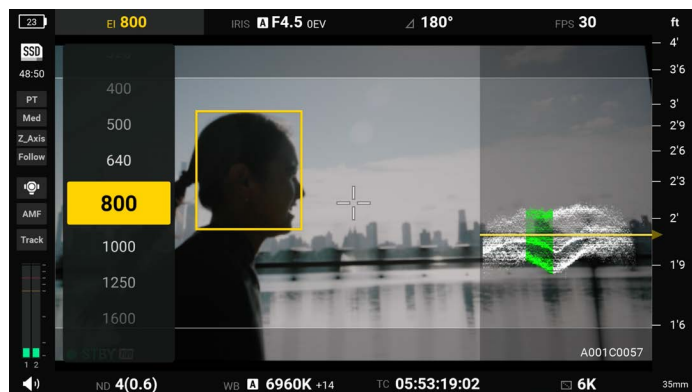 23
EI 800
IRIS A F4.5 0EV
180°
FPS 30
ft
SSD
48:50
PT
Med
Z_Axis
Follow
AMF
Track
1 2
400
500
640
800
1000
1250
1600
STBY
4'
3'6
3'
2'9
2'6
2'3
2'
1'9
1'6
A001C0057
ND 4(0.6)
WB A 6960K +14
TC 05:53:19:02
6K
35mm